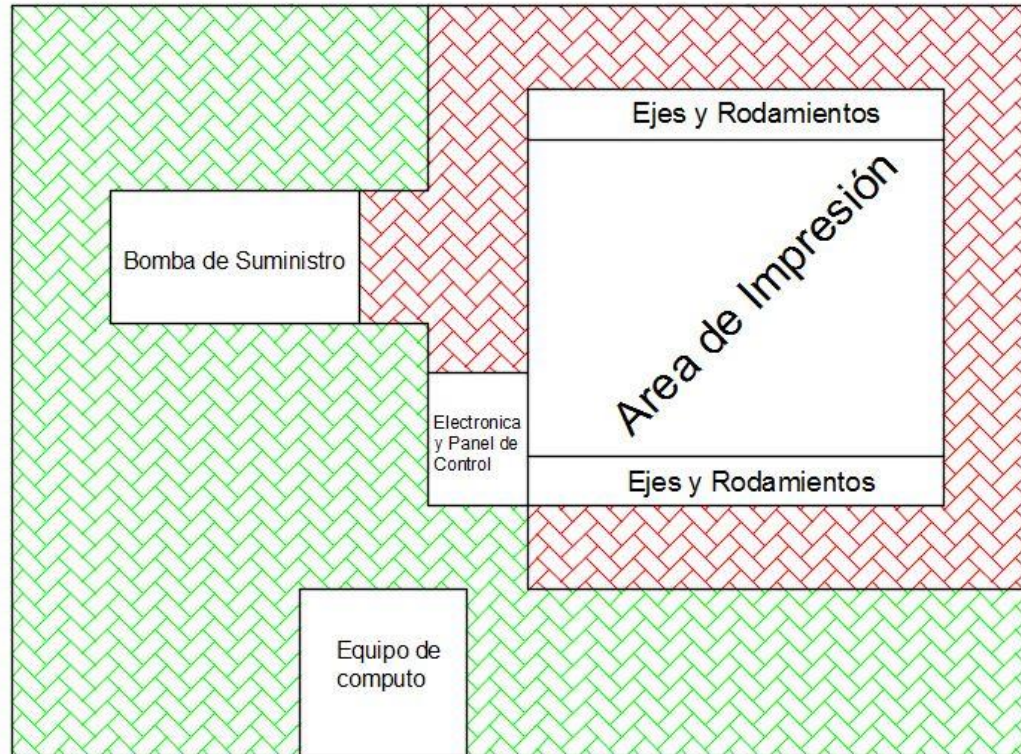 Ejes y Rodamientos
Area de Impresión
Bomba de Suministro
Electronica
y Panel de
Control
Ejes y Rodamientos
Equipo de
computo